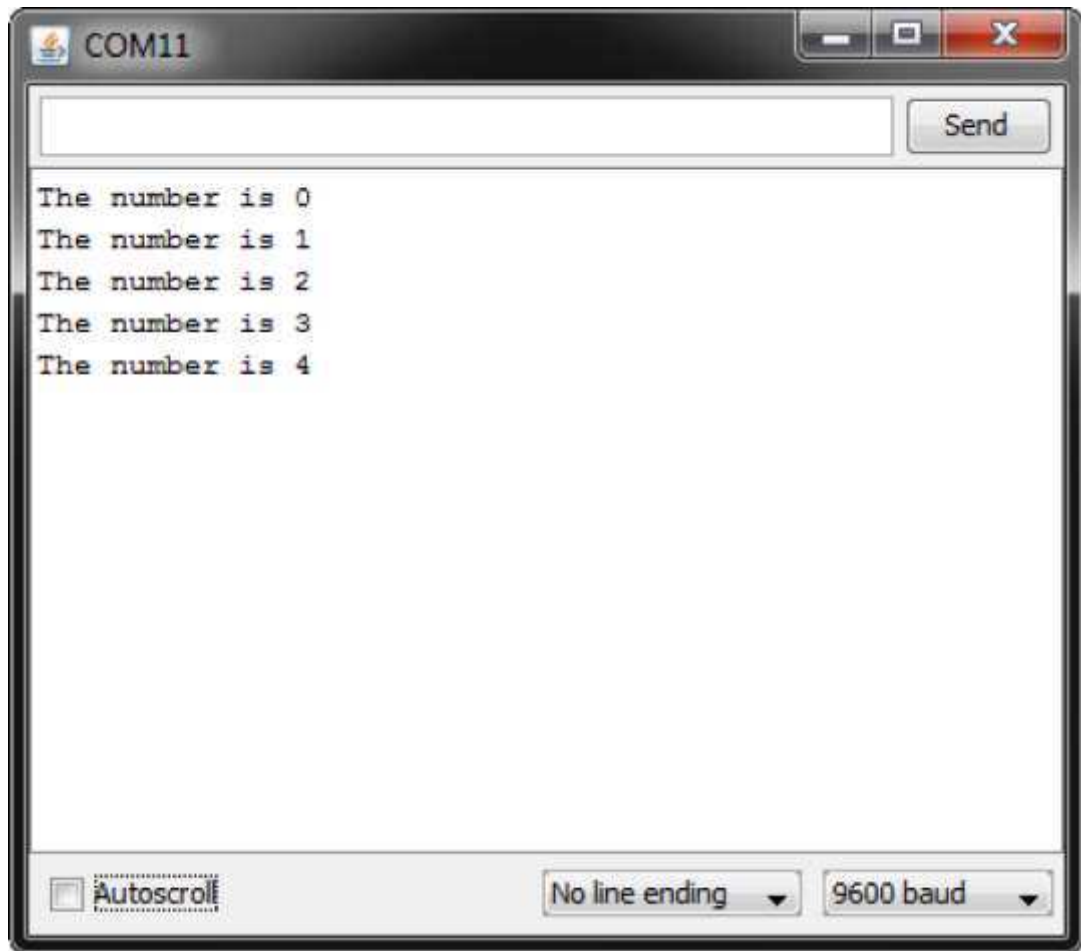 COM11
Send
The number is 0
The number is 1
The number is 2
The number is 3
The number is 4
Autoscroll
No line ending
9600 baud